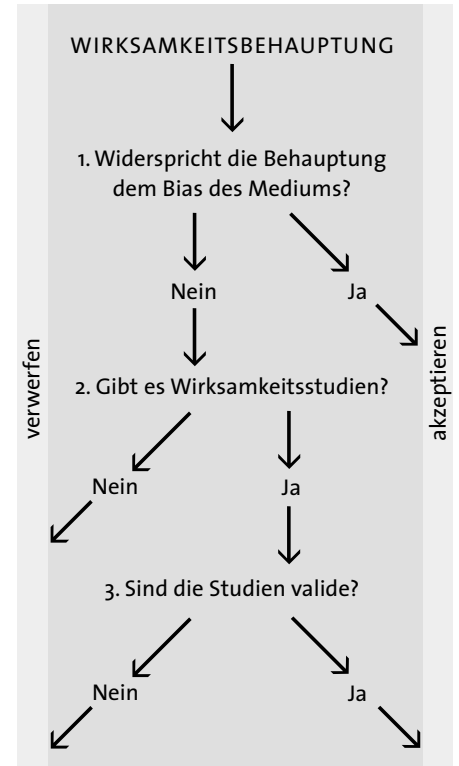 WIRKSAMKEITSBEHAUPTUNG
1. Widerspricht die Behauptung
dem Bias des Mediums?
Nein
Ja
verwerfen
akzeptieren
2. Gibt es Wirksamkeitsstudien?
Nein
Ja
3. Sind die Studien valide?
Nein
Ja